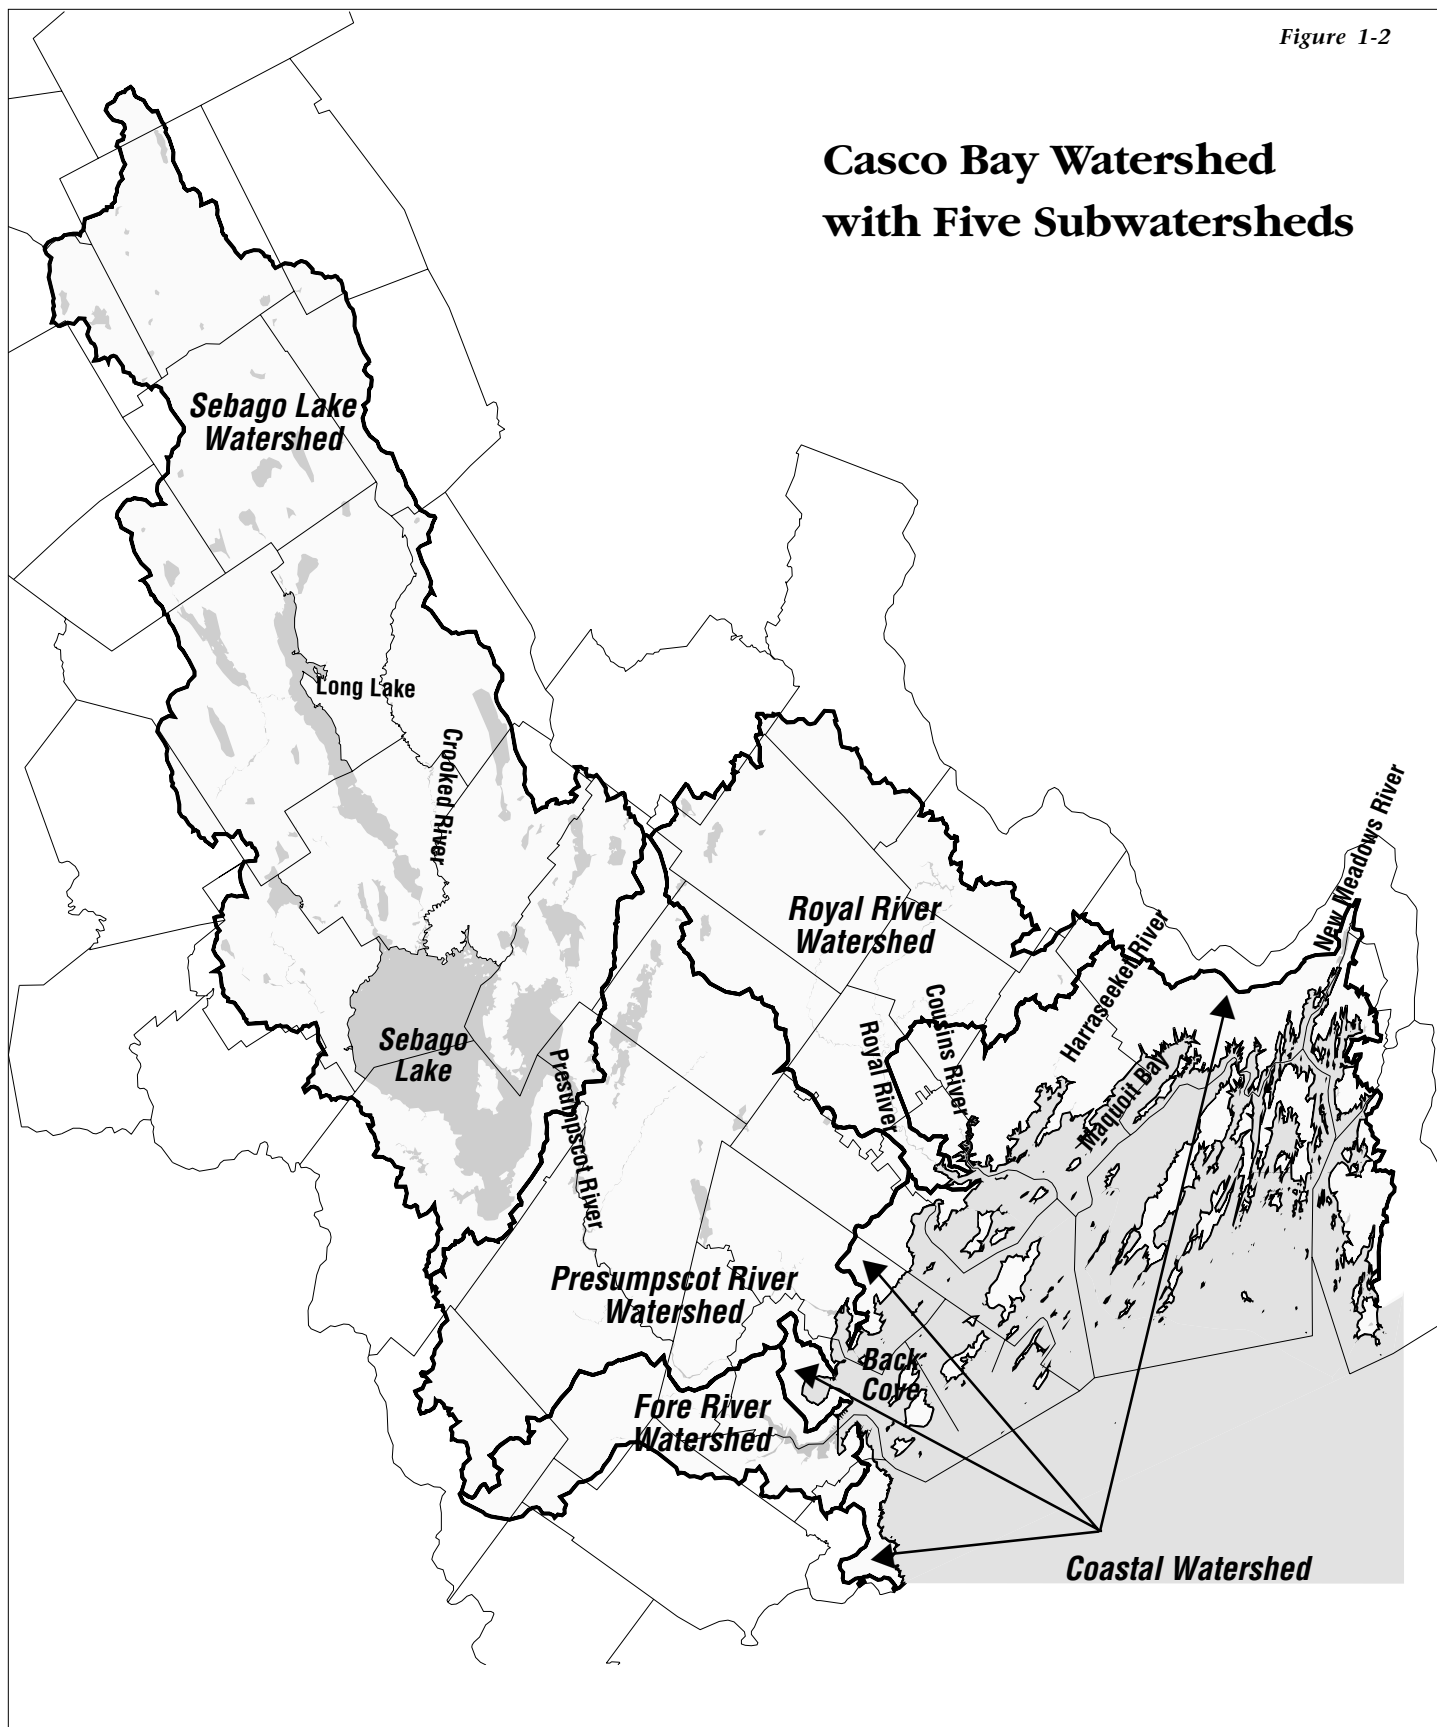 Figure 1-2
Casco Bay Watershed
with Five Subwatersheds
Sebago Lake
Watershed
Long Lake
Crooked River
New Meadows River
Royal River
Watershed
Harraseeket River
Cousins River
Royal River
Sebago
Lake
Presumpscot River
Maquoit Bay
Presumpscot River
Watershed
Back
Cove
Fore River
Watershed
Coastal Watershed